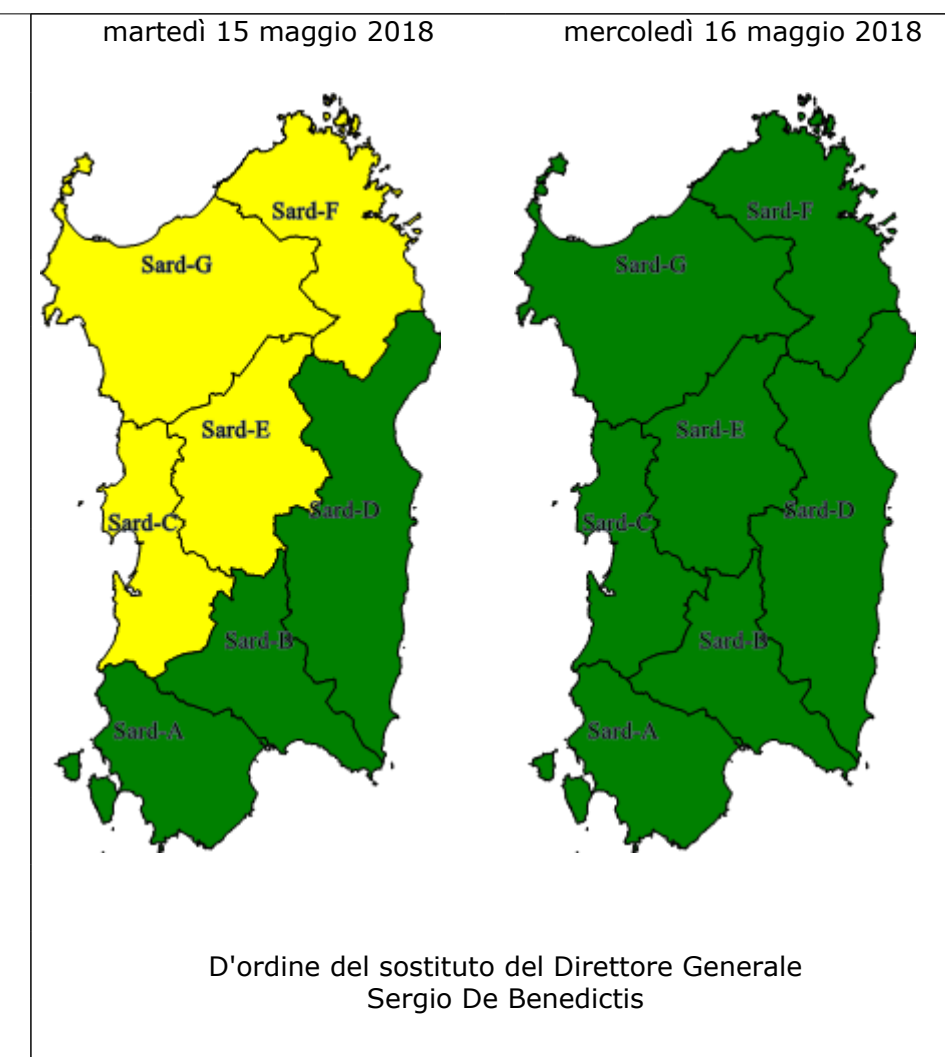 martedì 15 maggio 2018
mercoledì 16 maggio 2018
Sard-F
Sard-G
Sard-E
Sard-D
Sard-C
Sard-B
Sard-A
Sard-F
Sard-G
Sard-E
Sard-D
Sard-C
Sard-B
Sard-A
D'ordine del sostituto del Direttore Generale
Sergio De Benedictis